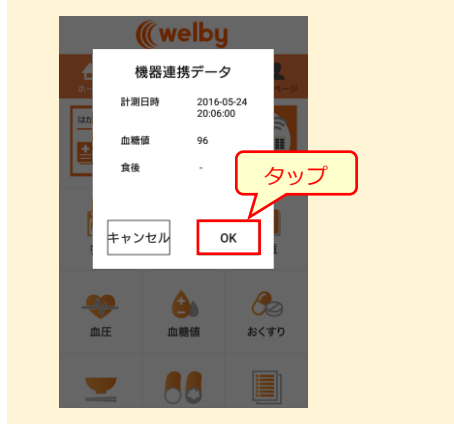 welby
機器連携データ
計測日時 2016-05-24
20:06:00
血糖値 96
食後 -
タップ
キャンセル OK
血圧 血糖値 おくすり